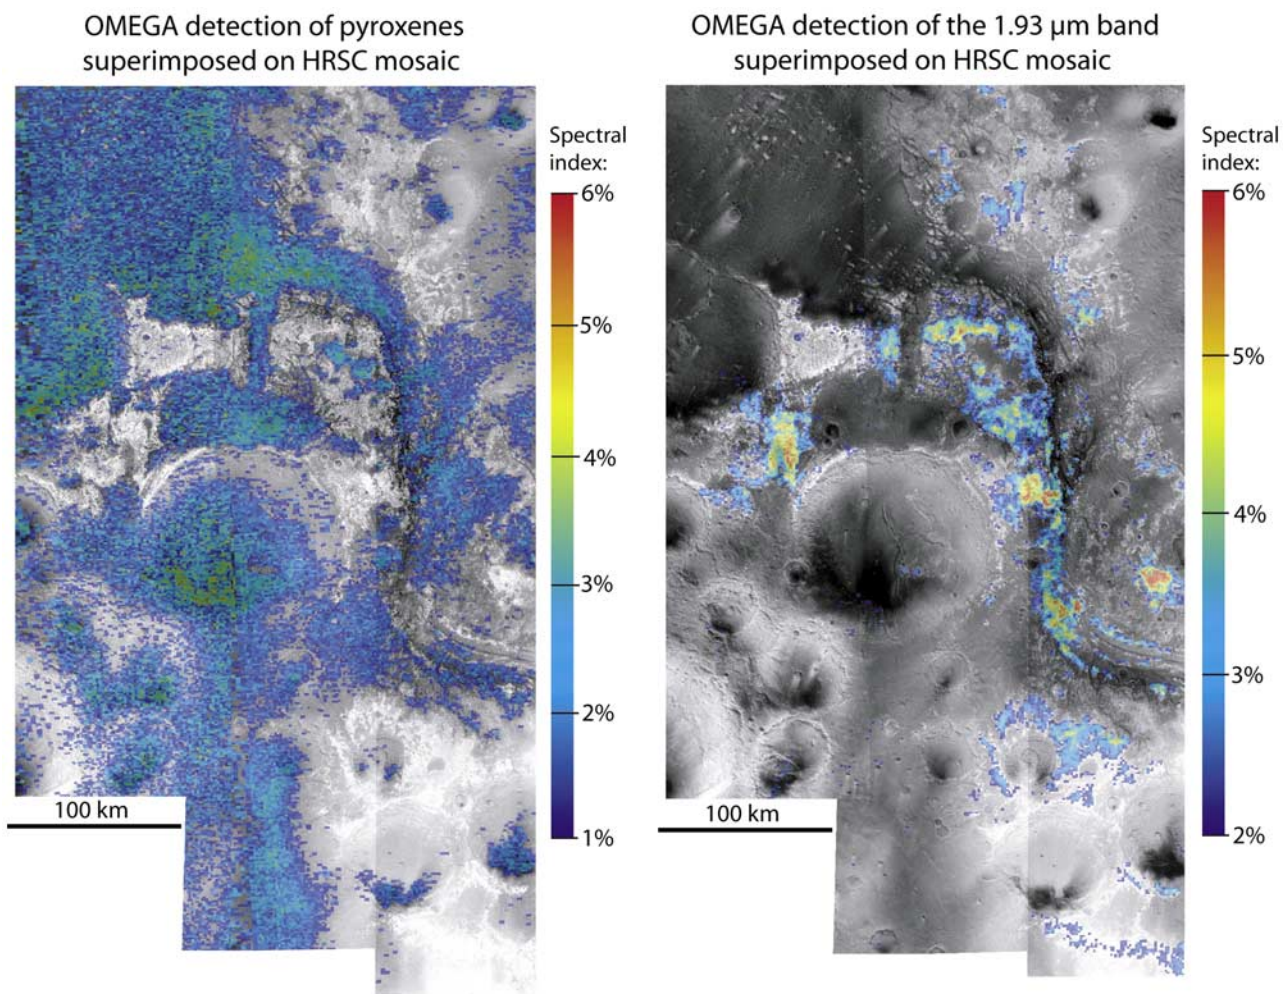 OMEGA detection of pyroxenes
superimposed on HRSC mosaic
Spectral
index:
6%
5%
4%
3%
2%
1%
100 km
OMEGA detection of the 1.93 µm band
superimposed on HRSC mosaic
Spectral
index:
6%
5%
4%
3%
2%
100 km